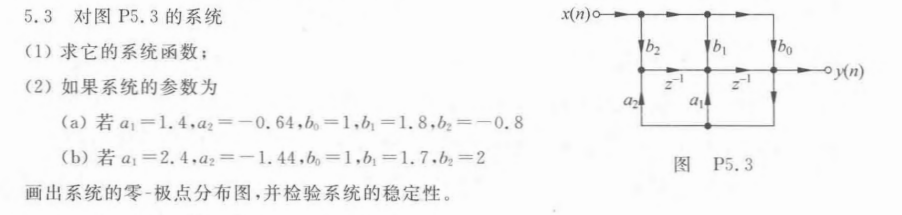 5.3 对图 P5.3 的系统
(1) 求它的系统函数;
(2) 如果系统的参数为
(a) 若 a₁=1.4,a₂=-0.64,b₀=1,b₁=1.8,b₂=-0.8
(b) 若 a₁=2.4,a₂=-1.44,b₀=1,b₁=1.7,b₂=2
画出系统的零-极点分布图,并检验系统的稳定性。
x(n)
b₂ b₁ b₀
z⁻¹ z⁻¹ y(n)
a₂ a₁
图 P5.3